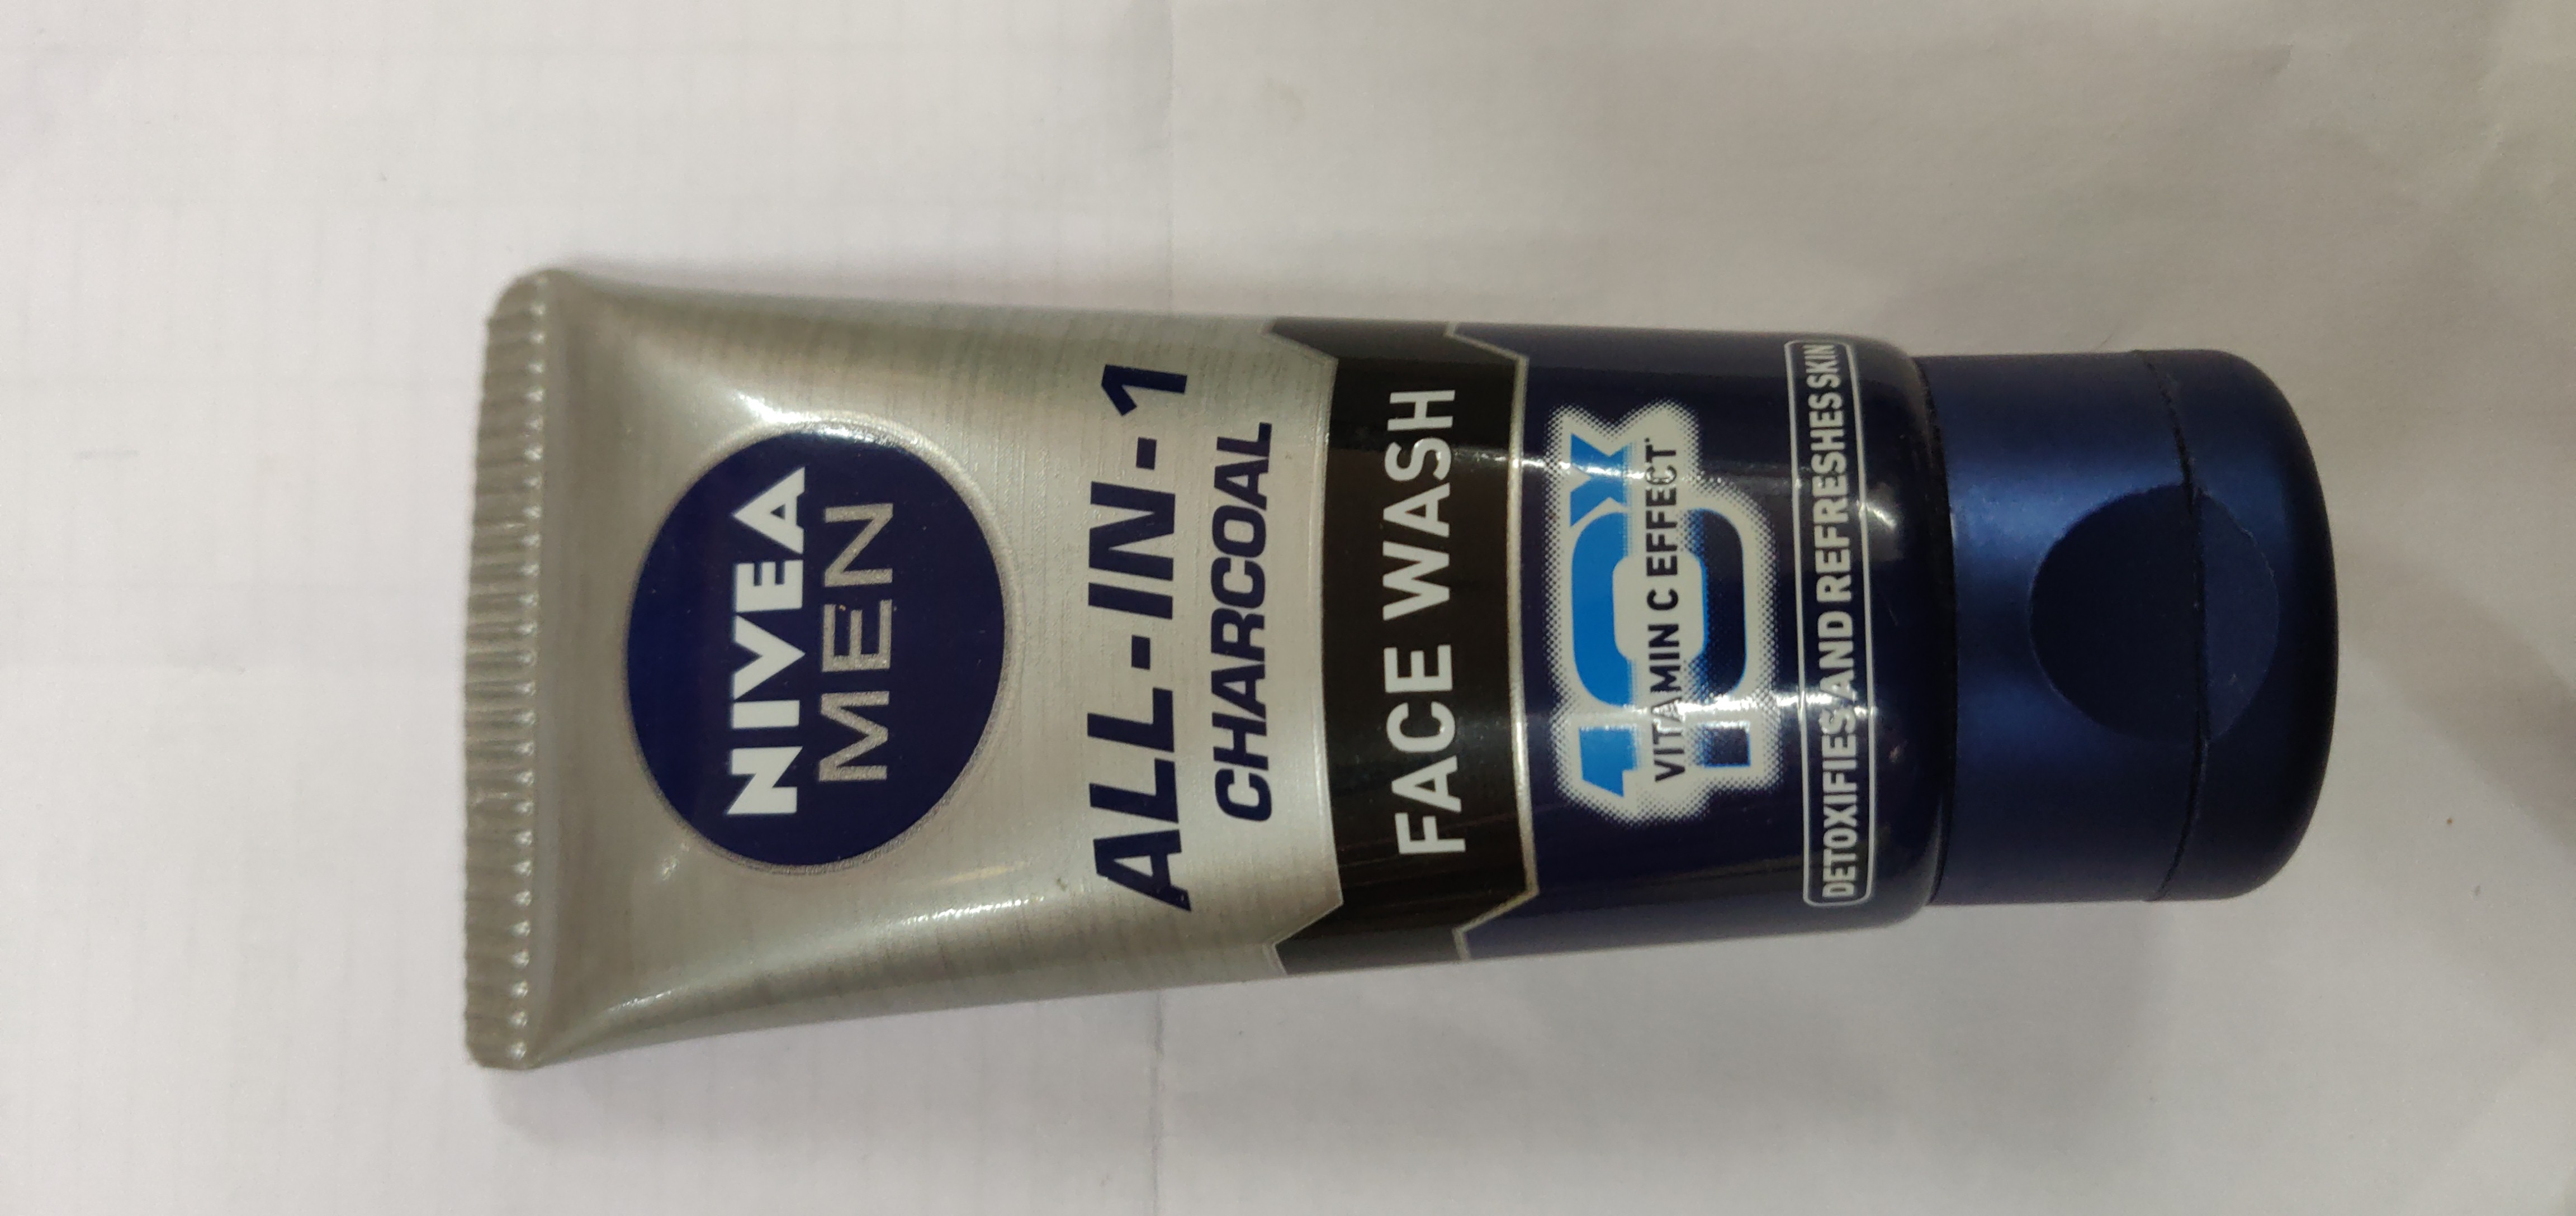 NIVEA
MEN
ALL-IN-1
CHARCOAL
FACE WASH
10X
VITAMIN C EFFECT*
DETOXIFIES AND REFRESHES SKIN